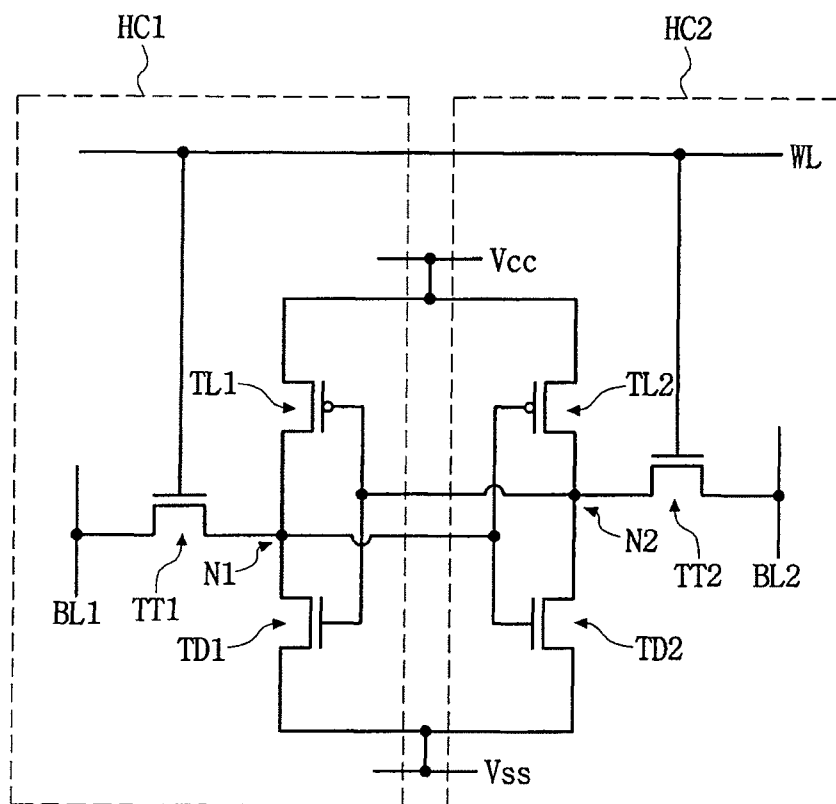 HC1
HC2
WL
Vcc
TL1
TL2
N1
N2
TT1
TT2
BL1
BL2
TD1
TD2
Vss